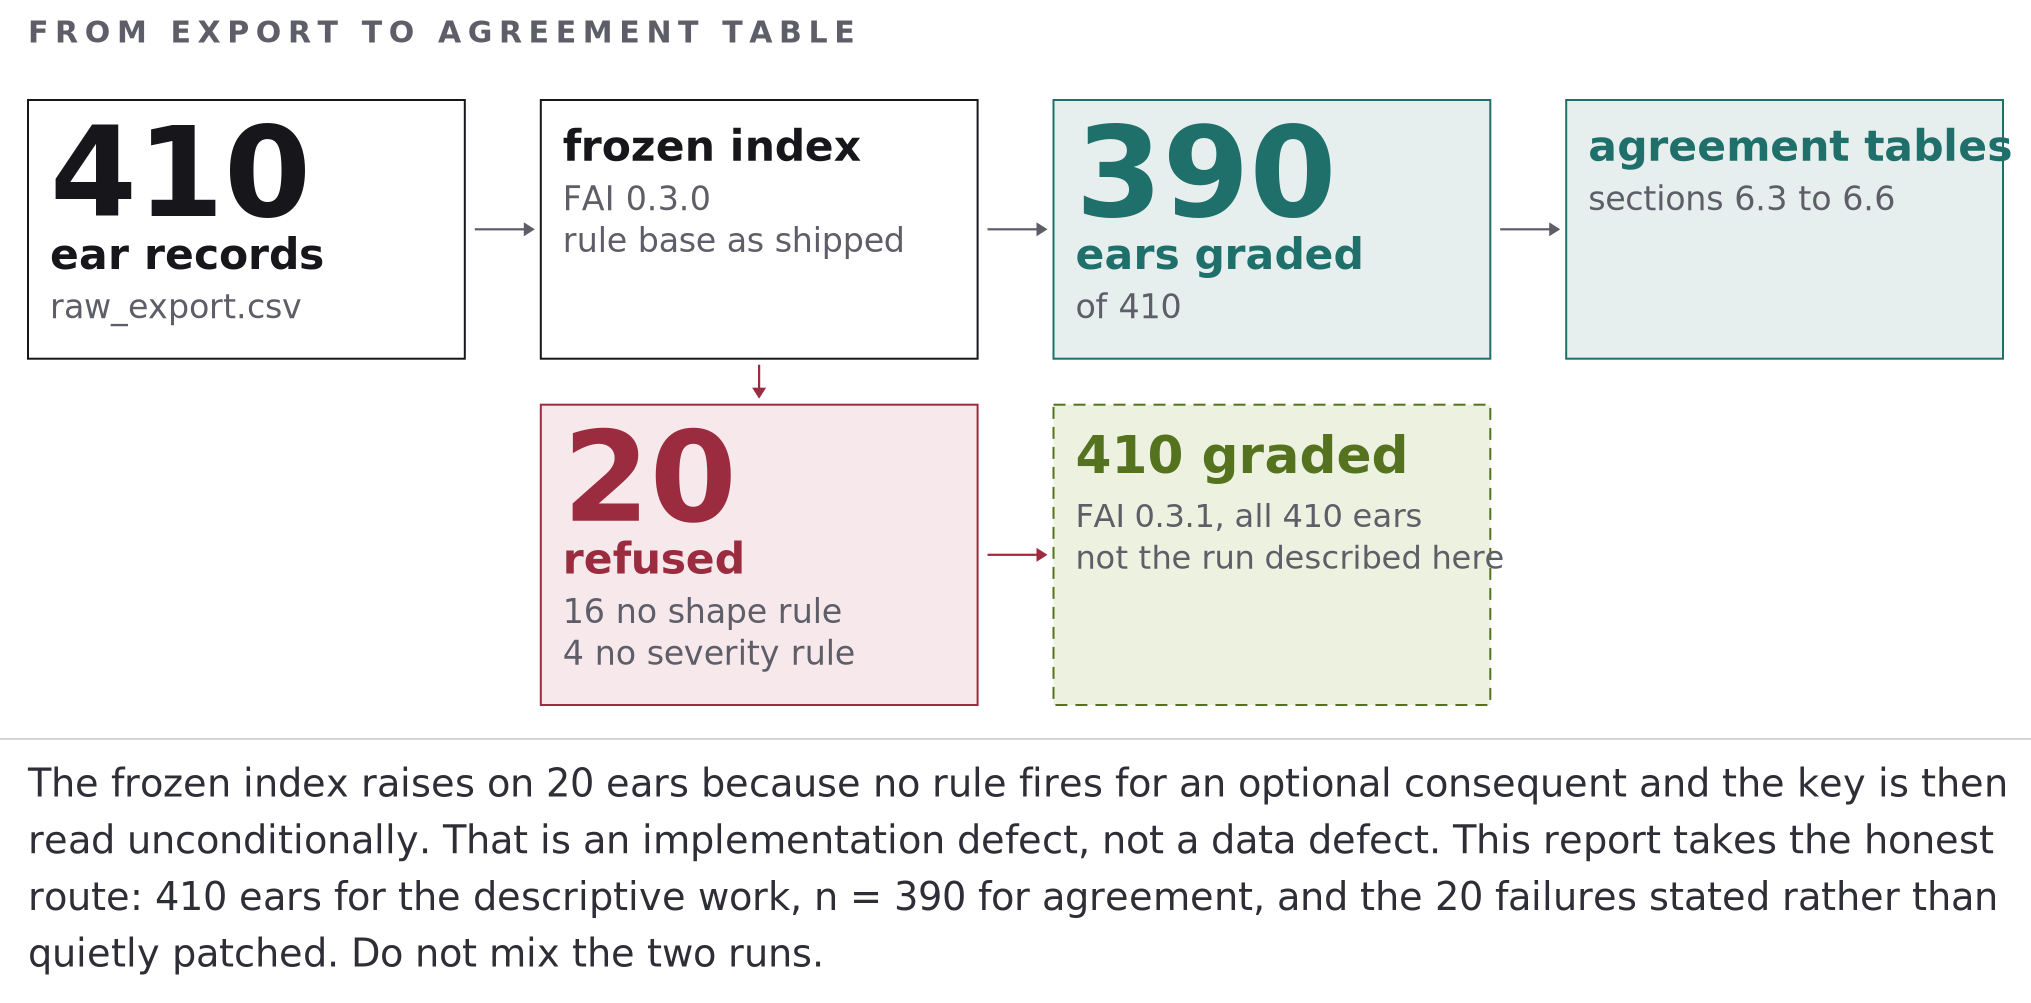 FROM EXPORT TO AGREEMENT TABLE
410
ear records
raw_export.csv
frozen index
FAI 0.3.0
rule base as shipped
390
ears graded
of 410
agreement tables
sections 6.3 to 6.6
20
refused
16 no shape rule
4 no severity rule
410 graded
FAI 0.3.1, all 410 ears
not the run described here
The frozen index raises on 20 ears because no rule fires for an optional consequent and the key is then
read unconditionally. That is an implementation defect, not a data defect. This report takes the honest
route: 410 ears for the descriptive work, n = 390 for agreement, and the 20 failures stated rather than
quietly patched. Do not mix the two runs.